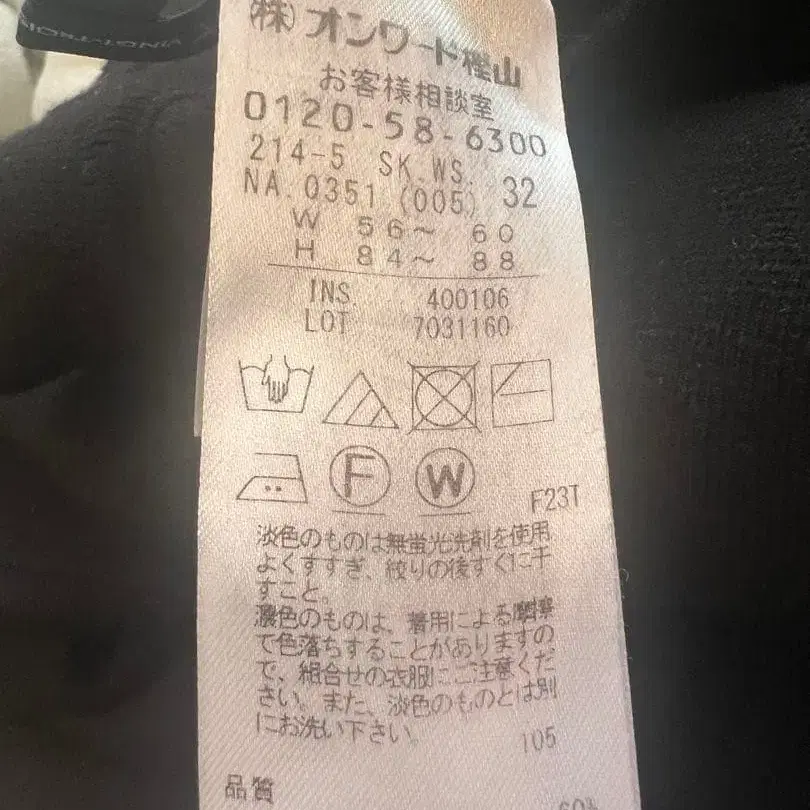 (株)オンワード樫山
お客様相談室
0120-58-6300
214-5 SK.WS.
NA.0351 (005) 32
W 56～ 60
H 84～ 88
INS. 400106
LOT 7031160
F
W
F23T
淡色のものは無蛍光洗剤を使用
よくすすぎ、絞りの後すぐに干
すこと。
濃色のものは、着用による摩擦
で色落ちすることがありますの
で、組合せの衣服にご注意くだ
さい。また、淡色のものとは別
にお洗い下さい。
105
品質
60%